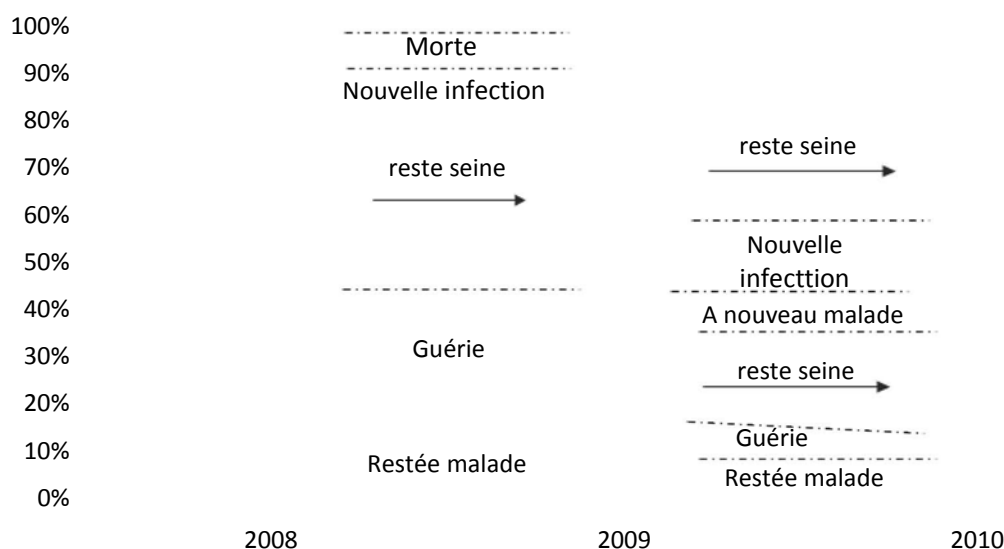 100%
Morte
90%
Nouvelle infection
80%
70%
reste seine
reste seine
60%
50%
Nouvelle
infecttion
40%
A nouveau malade
30%
Guérie
reste seine
20%
10%
Guérie
Restée malade
Restée malade
0%
2008
2009
2010